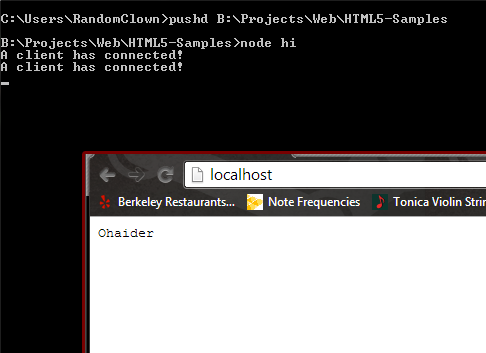 C:\Users\RandomClown>pushd B:\Projects\Web\HTML5-Samples
B:\Projects\Web\HTML5-Samples>node hi
A client has connected!
A client has connected!
localhost
Berkeley Restaurants... Note Frequencies Tonica Violin Strin
Ohaider